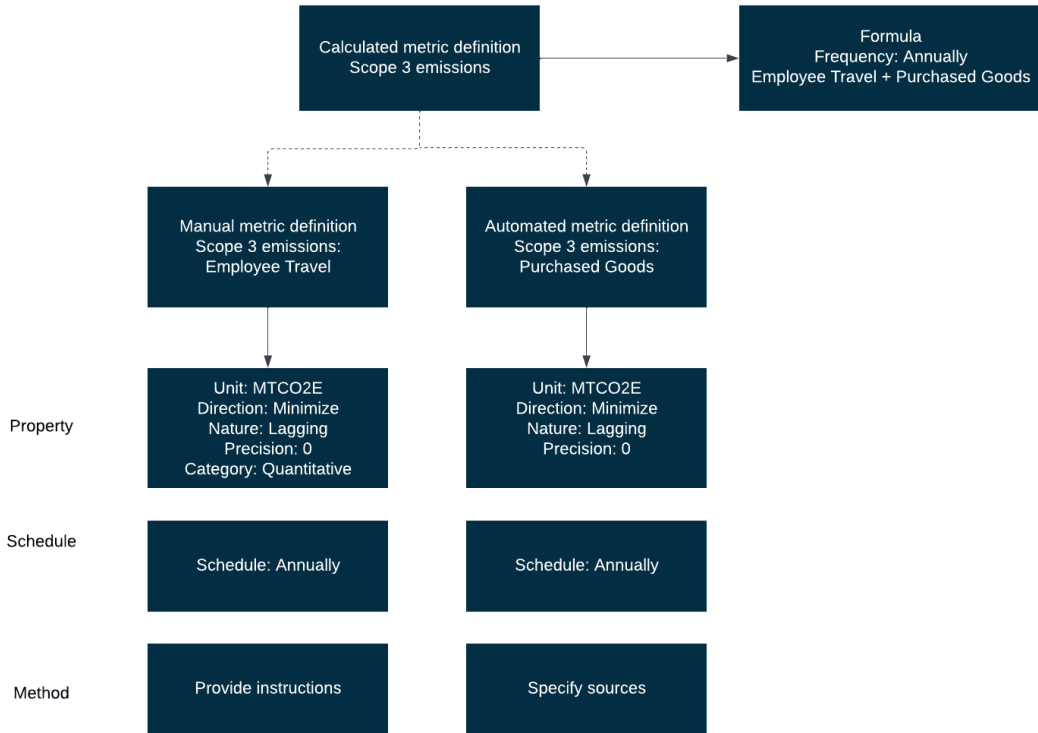 Calculated metric definition
Scope 3 emissions
Formula
Frequency: Annually
Employee Travel + Purchased Goods
Manual metric definition
Scope 3 emissions:
Employee Travel
Automated metric definition
Scope 3 emissions:
Purchased Goods
Property
Unit: MTCO2E
Direction: Minimize
Nature: Lagging
Precision: 0
Category: Quantitative
Unit: MTCO2E
Direction: Minimize
Nature: Lagging
Precision: 0
Schedule
Schedule: Annually
Schedule: Annually
Method
Provide instructions
Specify sources